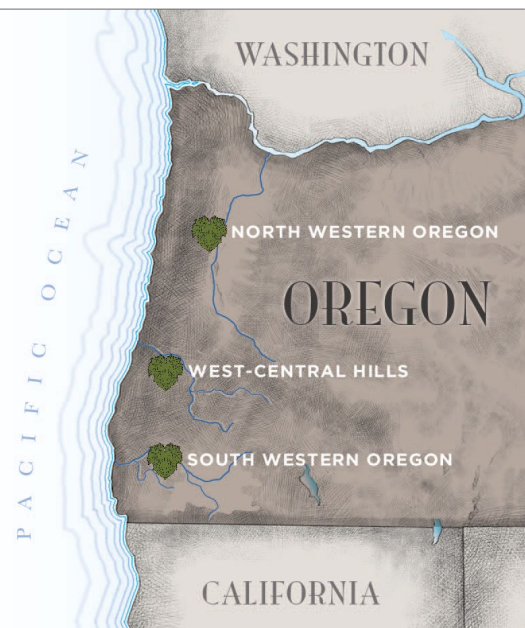 WASHINGTON
PACIFIC OCEAN
NORTH WESTERN OREGON
OREGON
WEST-CENTRAL HILLS
SOUTH WESTERN OREGON
CALIFORNIA